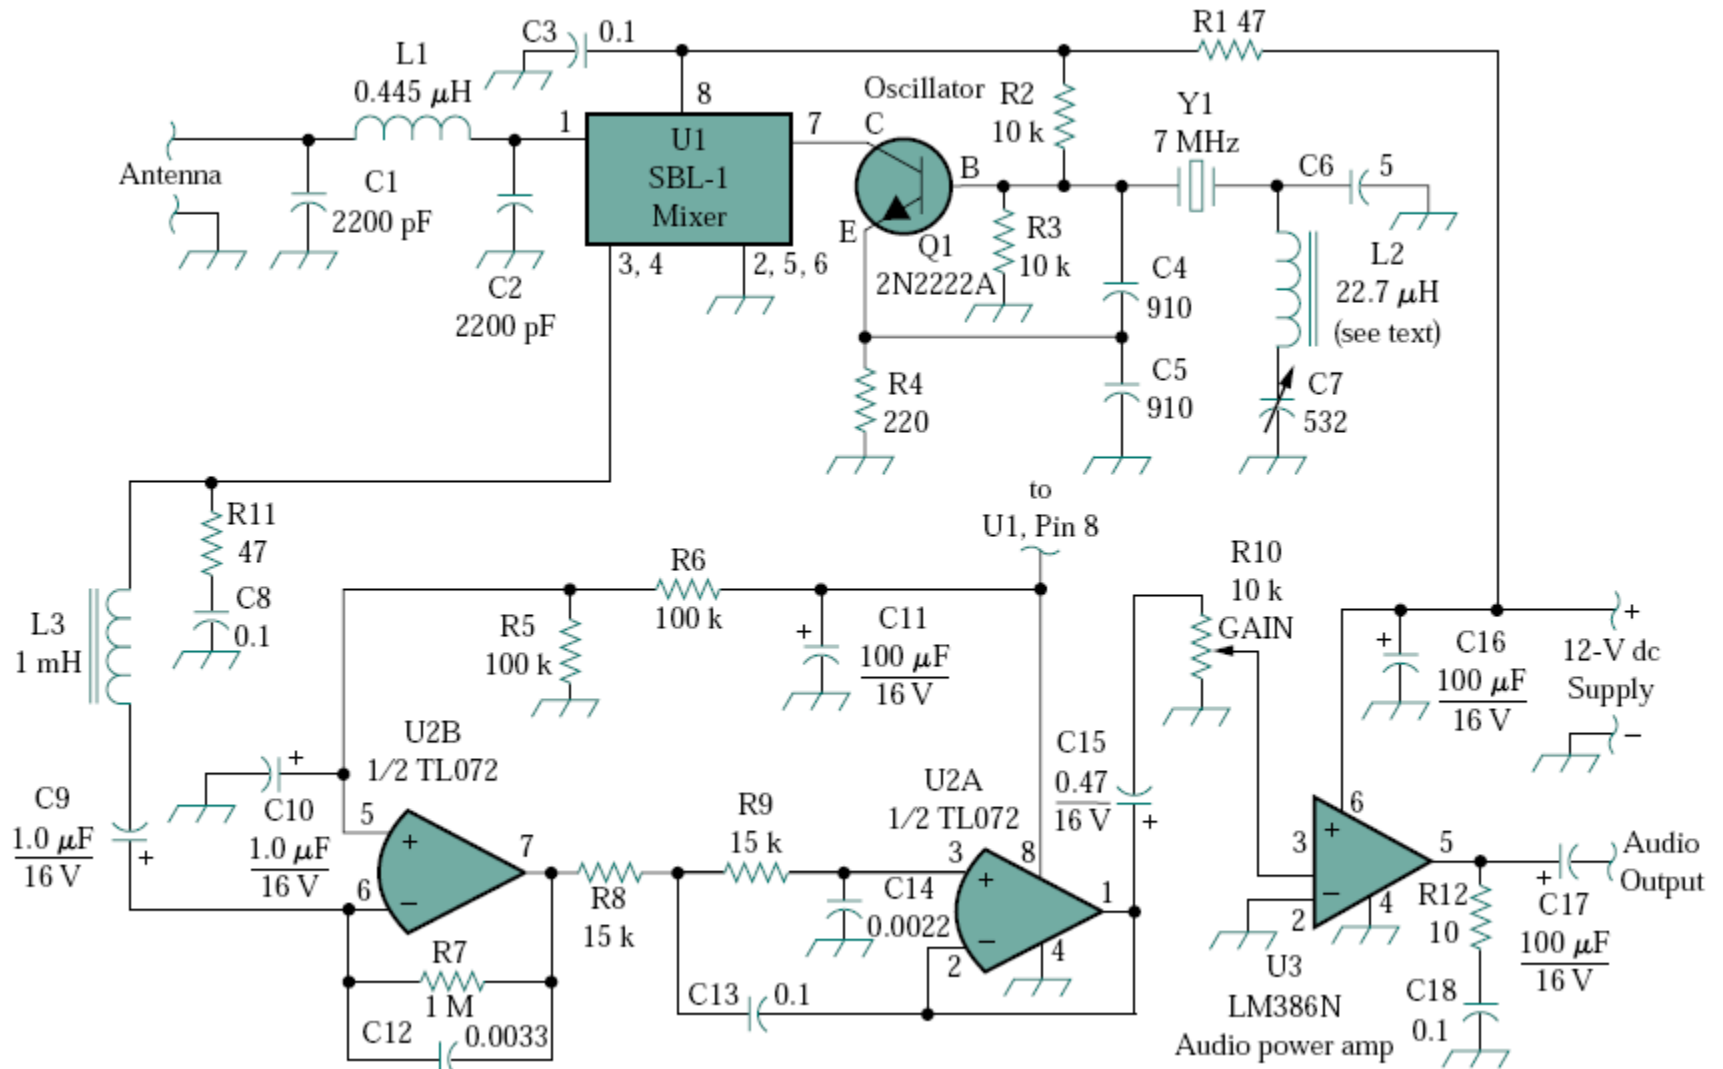 C3
0.1
R1 47
L1
0.445 µH
8
Oscillator
R2
10 k
Y1
7 MHz
1
U1
SBL-1
Mixer
7
C
B
E
C6
5
Antenna
C1
2200 pF
C2
2200 pF
3, 4
2, 5, 6
Q1
2N2222A
R3
10 k
C4
910
L2
22.7 µH
(see text)
R4
220
C5
910
C7
532
to
U1, Pin 8
R11
47
C8
0.1
L3
1 mH
R6
100 k
R5
100 k
+
C11
100 µF
16 V
R10
10 k
GAIN
+
C16
100 µF
16 V
+
12-V dc
Supply
−
U2B
1/2 TL072
+
C10
1.0 µF
16 V
C9
1.0 µF
16 V
+
5
+
6
−
7
R8
15 k
R9
15 k
C14
0.0022
U2A
1/2 TL072
3
+
8
−
2
4
1
C15
0.47
16 V
+
R7
1 M
C12
0.0033
C13
0.1
6
+
3
−
2
4
5
U3
LM386N
Audio power amp
R12
10
C18
0.1
+
C17
100 µF
16 V
Audio
Output